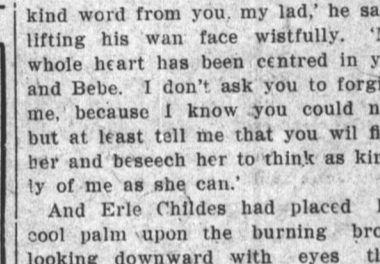 kind word from you, my lad,' he sa
lifting his wan face wistfully. '
whole heart has been centred in y
and Bebe. I don't ask you to forgi
me, because I know you could n
but at least tell me that you wil fi
her and beseech her to think as kin
ly of me as she can.'
And Erle Childes had placed
cool palm upon the burning bro
looking downward with eyes th